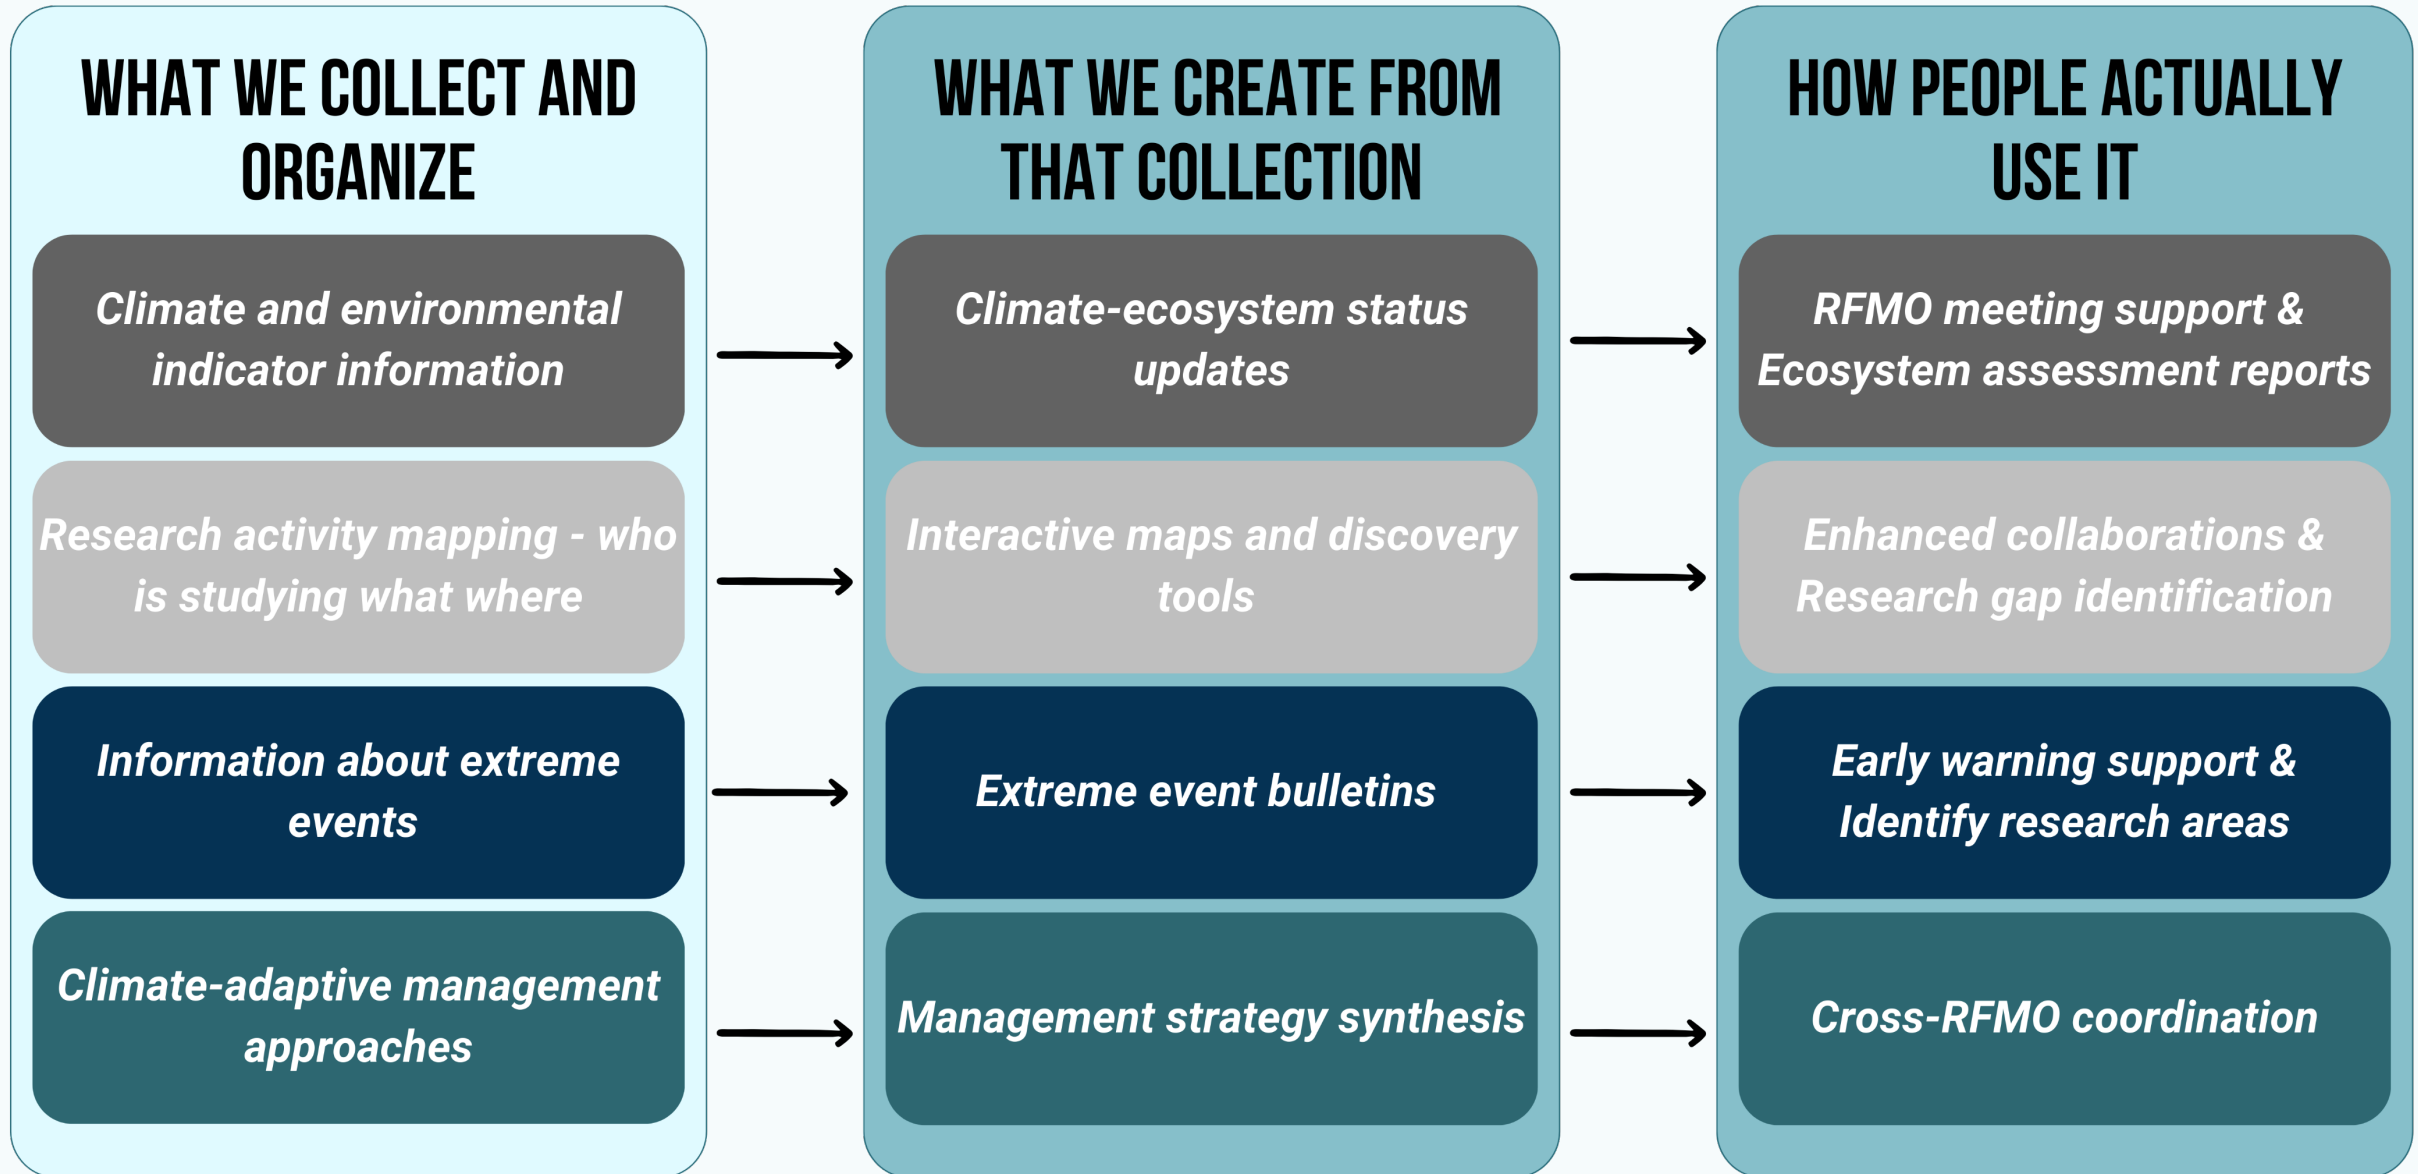 WHAT WE COLLECT AND
ORGANIZE
Climate and environmental
indicator information
Research activity mapping - who
is studying what where
Information about extreme
events
Climate-adaptive management
approaches
WHAT WE CREATE FROM
THAT COLLECTION
Climate-ecosystem status
updates
Interactive maps and discovery
tools
Extreme event bulletins
Management strategy synthesis
HOW PEOPLE ACTUALLY
USE IT
RFMO meeting support &
Ecosystem assessment reports
Enhanced collaborations &
Research gap identification
Early warning support &
Identify research areas
Cross-RFMO coordination